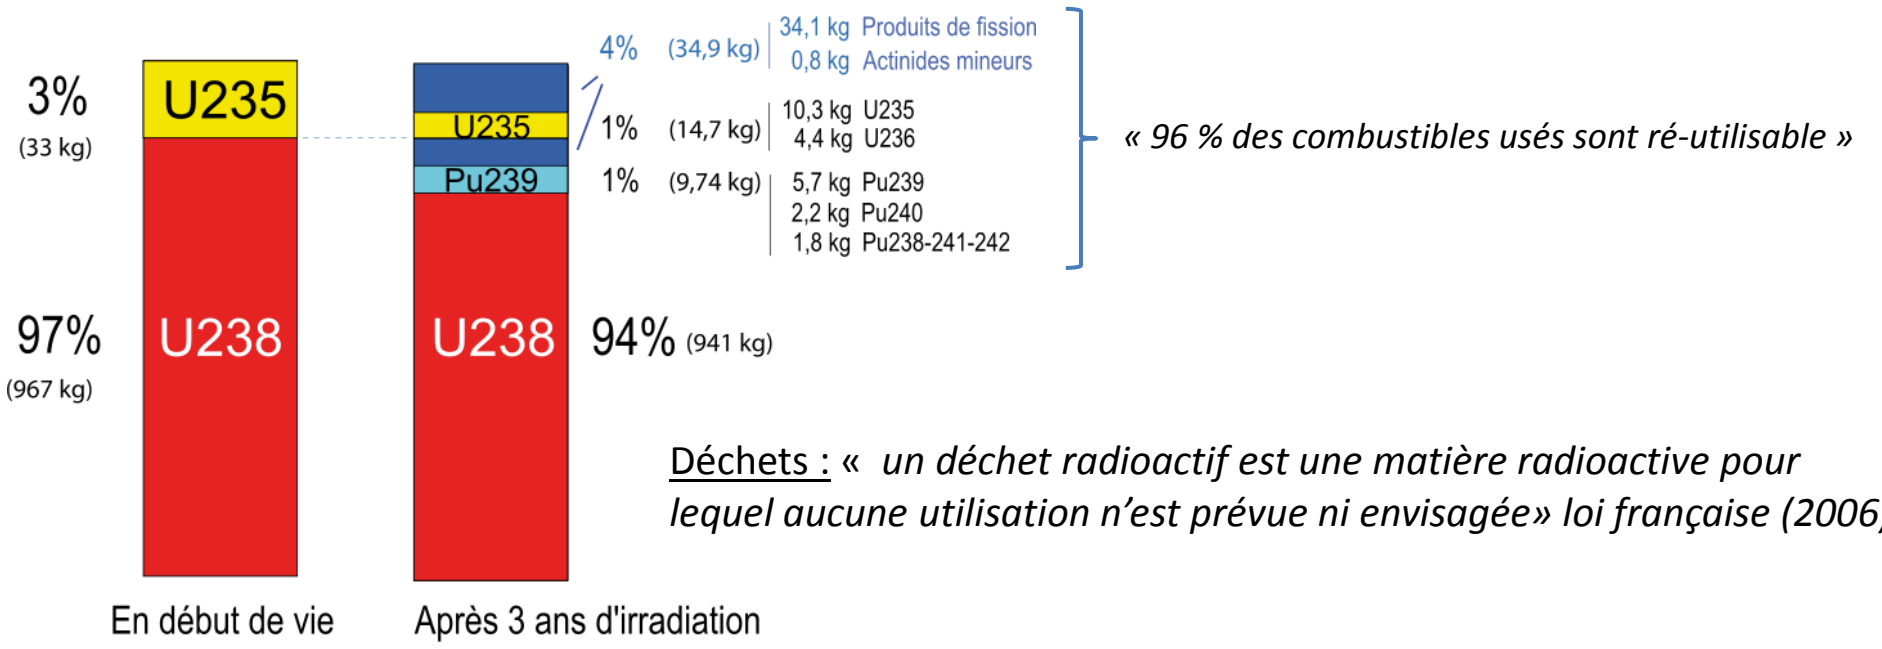 3%
(33 kg)
U235
97%
(967 kg)
U238
En début de vie
U235
Pu239
U238
Après 3 ans d'irradiation
4% (34,9 kg) 34,1 kg Produits de fission
0,8 kg Actinides mineurs
1% (14,7 kg) 10,3 kg U235
4,4 kg U236
1% (9,74 kg) 5,7 kg Pu239
2,2 kg Pu240
1,8 kg Pu238-241-242
94% (941 kg)
« 96 % des combustibles usés sont ré-utilisable »
Déchets : « un déchet radioactif est une matière radioactive pour
lequel aucune utilisation n’est prévue ni envisagée» loi française (2006)